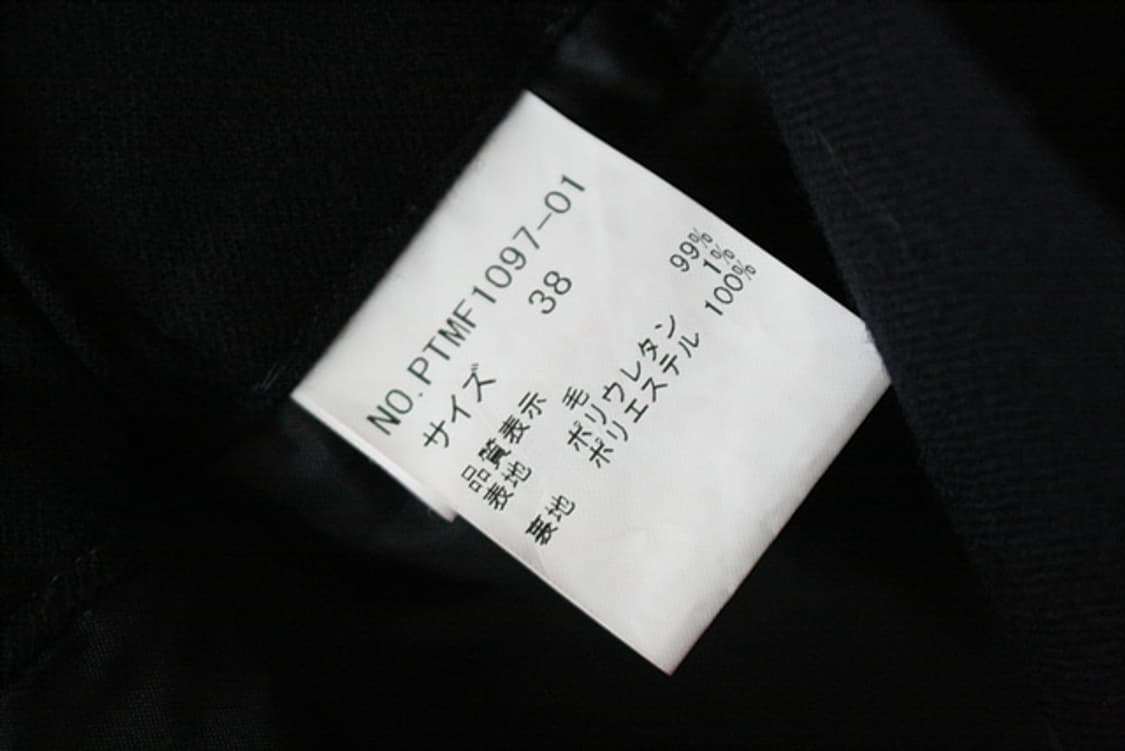 NO.PTMF1097-01
サイズ 38
品質表示
表地 毛 99%
ポリウレタン 1%
裏地 ポリエステル 100%